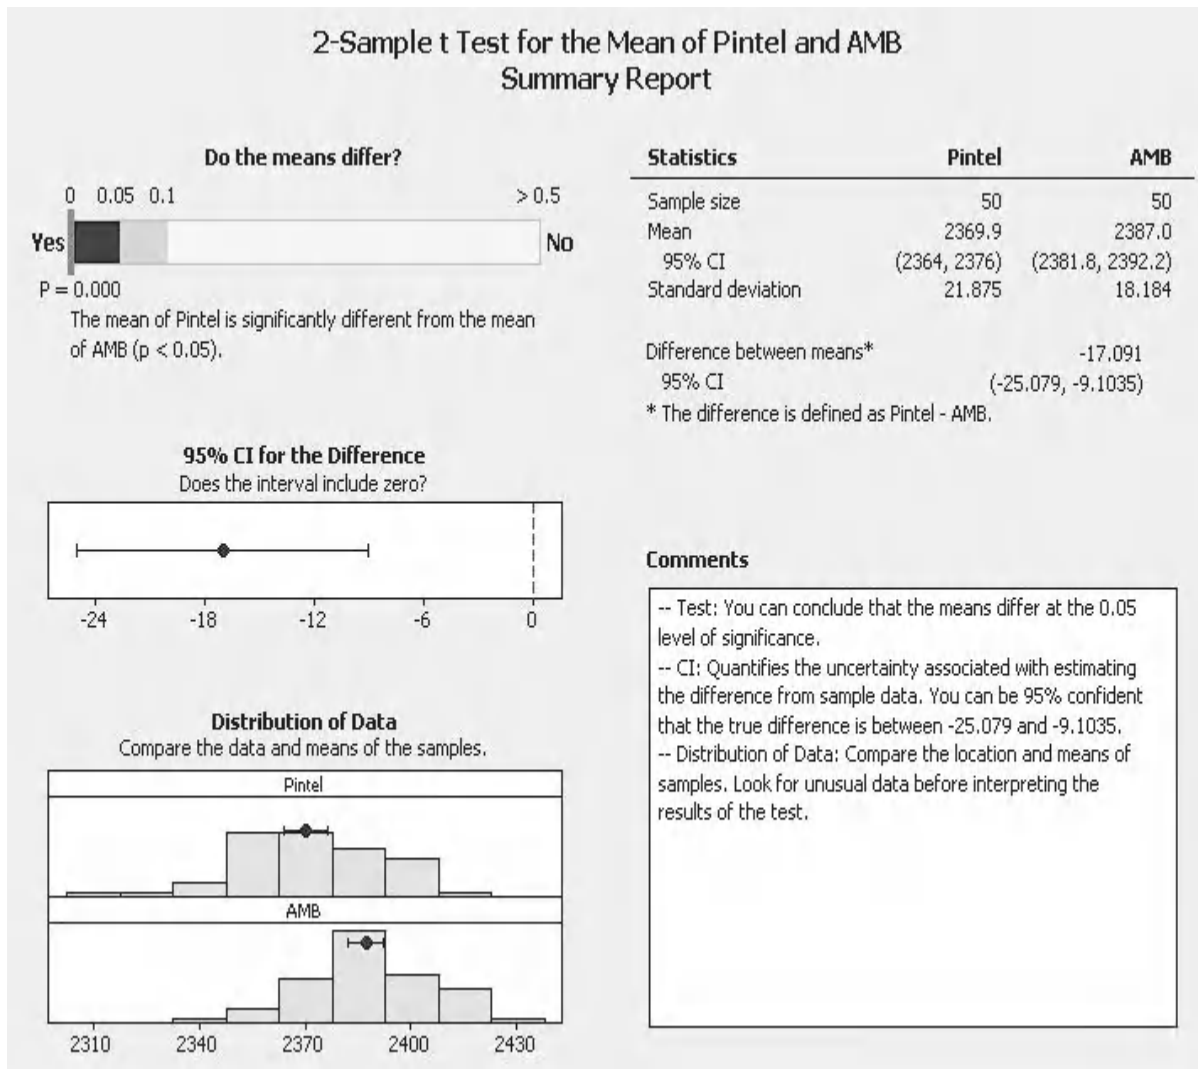 2-Sample t Test for the Mean of Pintel and AMB
Summary Report
Do the means differ?
0 0.05 0.1 > 0.5
Yes No
P = 0.000
The mean of Pintel is significantly different from the mean
of AMB (p < 0.05).
95% CI for the Difference
Does the interval include zero?
-24 -18 -12 -6 0
Distribution of Data
Compare the data and means of the samples.
Pintel
AMB
2310 2340 2370 2400 2430
Statistics Pintel AMB
Sample size 50 50
Mean 2369.9 2387.0
95% CI (2364, 2376) (2381.8, 2392.2)
Standard deviation 21.875 18.184
Difference between means* -17.091
95% CI (-25.079, -9.1035)
* The difference is defined as Pintel - AMB.
Comments
-- Test: You can conclude that the means differ at the 0.05
level of significance.
-- CI: Quantifies the uncertainty associated with estimating
the difference from sample data. You can be 95% confident
that the true difference is between -25.079 and -9.1035.
-- Distribution of Data: Compare the location and means of
samples. Look for unusual data before interpreting the
results of the test.